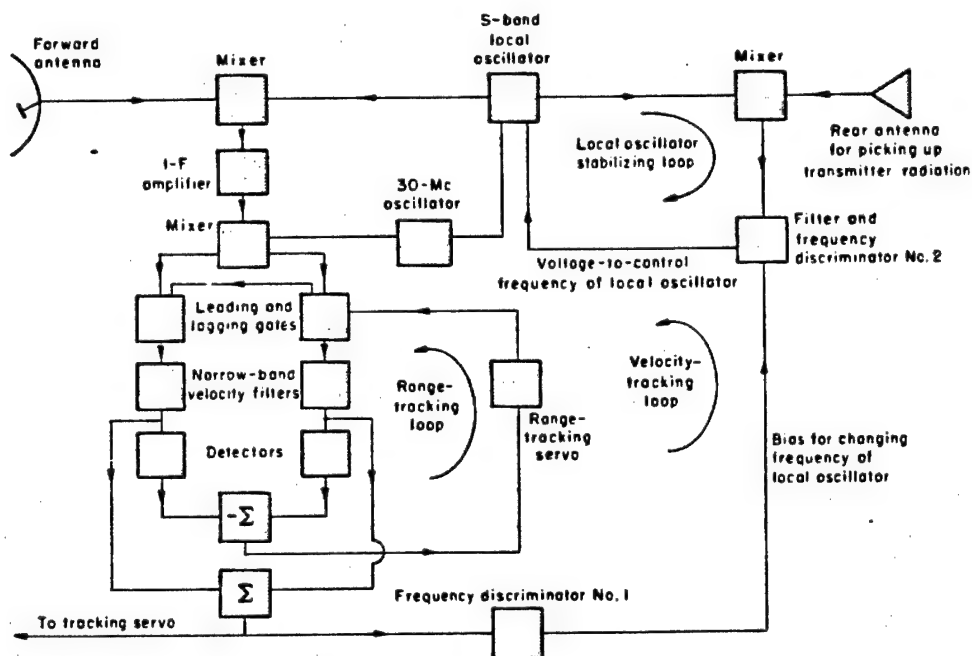 S-band
local
oscillator
Forward
antenna
Mixer
Mixer
Local oscillator
stabilizing loop
Rear antenna
for picking up
transmitter radiation
I-F
amplifier
30-Mc
oscillator
Mixer
Filter and
frequency
discriminator No. 2
Voltage-to-control
frequency of local oscillator
Leading and
lagging gates
Narrow-band
velocity filters
Range-
tracking
loop
Velocity-
tracking
loop
Range-
tracking
servo
Detectors
Bias for changing
frequency of
local oscillator
-Σ
Σ
Frequency discriminator No. 1
To tracking servo